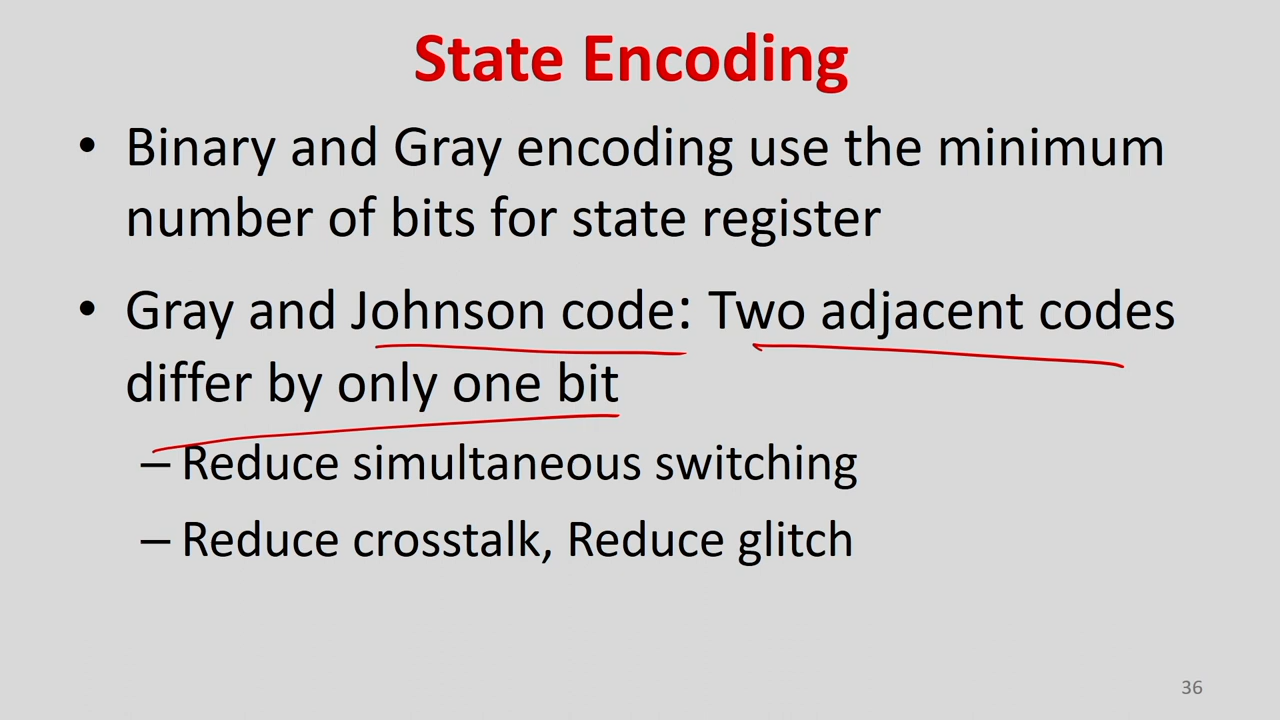 State Encoding
• Binary and Gray encoding use the minimum
number of bits for state register
• Gray and Johnson code: Two adjacent codes
differ by only one bit
– Reduce simultaneous switching
– Reduce crosstalk, Reduce glitch
36